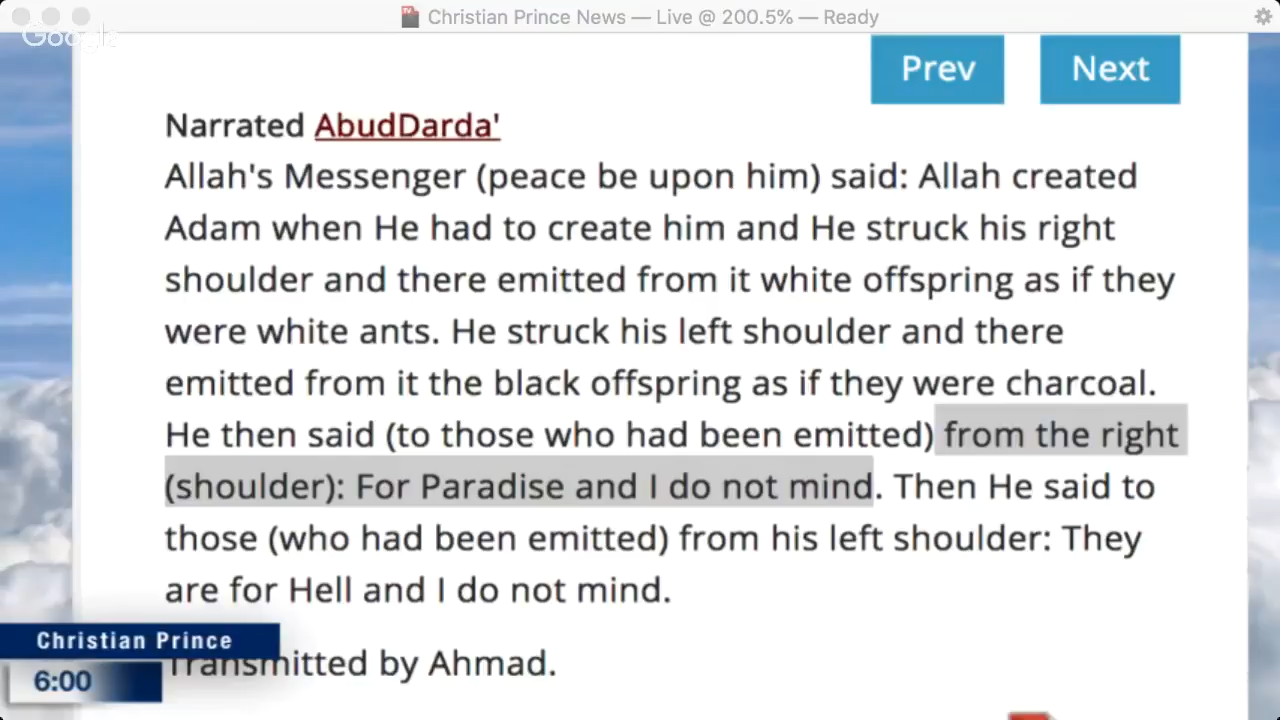 Christian Prince News — Live @ 200.5% — Ready
Google
Prev Next
Narrated AbudDarda'
Allah's Messenger (peace be upon him) said: Allah created
Adam when He had to create him and He struck his right
shoulder and there emitted from it white offspring as if they
were white ants. He struck his left shoulder and there
emitted from it the black offspring as if they were charcoal.
He then said (to those who had been emitted) from the right
(shoulder): For Paradise and I do not mind. Then He said to
those (who had been emitted) from his left shoulder: They
are for Hell and I do not mind.
Christian Prince
Transmitted by Ahmad.
6:00